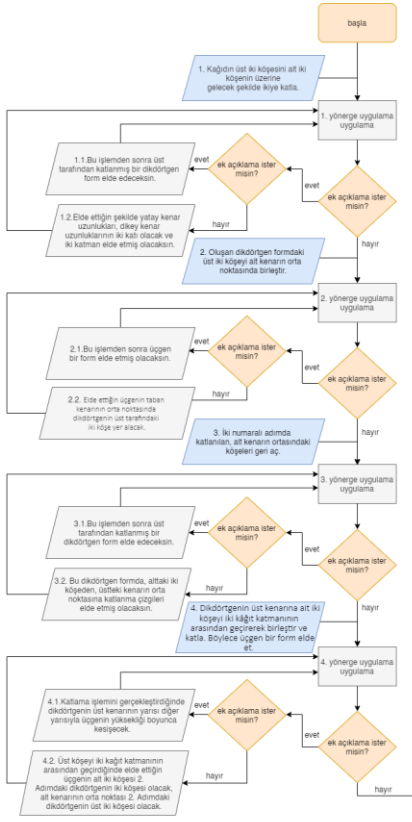 başla
1. Kağıdın üst iki köşesini alt iki
köşenin üzerine
gelecek şekilde ikiye katla.
1. yönerge uygulama
uygulama
ek açıklama ister
misin?
evet
ek açıklama ister
misin?
evet
1.1.Bu işlemden sonra üst
tarafından katlanmış bir dikdörtgen
form elde edeceksin.
hayır
1.2.Elde ettiğin şekilde yatay kenar
uzunlukları, dikey kenar
uzunluklarının iki katı olacak ve
iki katman elde etmiş olacaksın.
hayır
2. Oluşan dikdörtgen formdaki
üst iki köşeyi alt kenarın orta
noktasında birleştir.
2. yönerge uygulama
uygulama
ek açıklama ister
misin?
evet
ek açıklama ister
misin?
evet
2.1.Bu işlemden sonra üçgen
bir form elde etmiş olacaksın.
hayır
2.2. Elde ettiğin üçgenin taban
kenarının orta noktasında
dikdörtgenin üst tarafındaki
iki köşe yer alacak.
hayır
3. İki numaralı adımda
katlanılan, alt kenarın ortasındaki
köşeleri geri aç.
3. yönerge uygulama
uygulama
ek açıklama ister
misin?
evet
ek açıklama ister
misin?
evet
3.1.Bu işlemden sonra üst
tarafından katlanmış bir
dikdörtgen form elde edeceksin.
hayır
3.2. Bu dikdörtgen formda, alttaki iki
köşeden, üstteki kenarın orta
noktasına katlanma çizgileri
elde etmiş olacaksın.
hayır
4. Dikdörtgenin üst kenarına ait iki
köşeyi iki kâğıt katmanının
arasından geçirerek birleştir ve
katla. Böylece üçgen bir form elde
et.
4. yönerge uygulama
uygulama
ek açıklama ister
misin?
evet
ek açıklama ister
misin?
evet
4.1.Katlama işlemini gerçekleştirdiğinde
dikdörtgenin üst kenarının yarısı diğer
yarısıyla üçgenin yüksekliği boyunca
kesişecek.
hayır
4.2. Üst köşeyi iki kağıt katmanının
arasından geçirdiğinde elde ettiğin
üçgenin alt iki köşesi 2.
Adımdaki dikdörtgenin iki köşesi olacak,
alt kenarının orta noktası 2. Adımdaki
dikdörtgenin üst iki köşesi olacak.
hayır